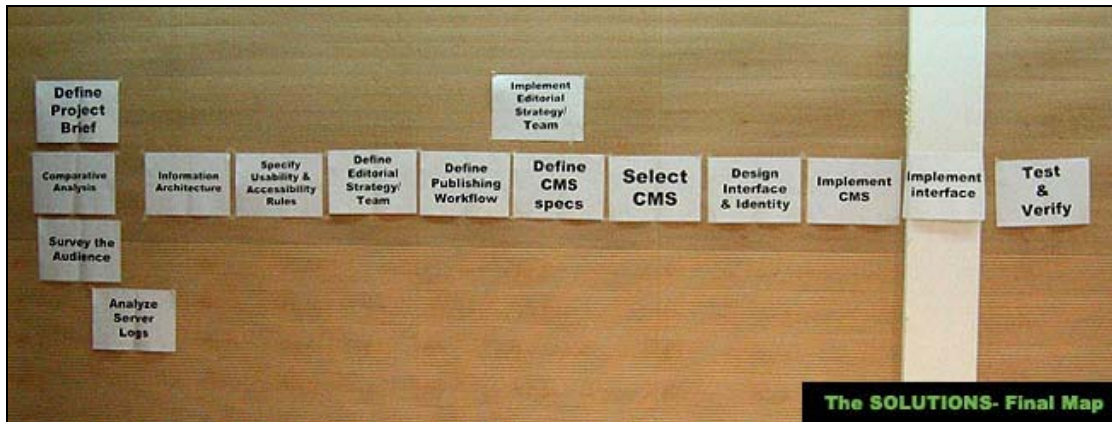 Define
Project
Brief
Implement
Editorial
Strategy/
Team
Comparative
Analysis
Information
Architecture
Specify
Usability &
Accessibility
Rules
Define
Editorial
Strategy/
Team
Define
Publishing
Workflow
Define
CMS
specs
Select
CMS
Design
Interface
& Identity
Implement
CMS
Implement
interface
Test
&
Verify
Survey the
Audience
Analyze
Server
Logs
The SOLUTIONS- Final Map